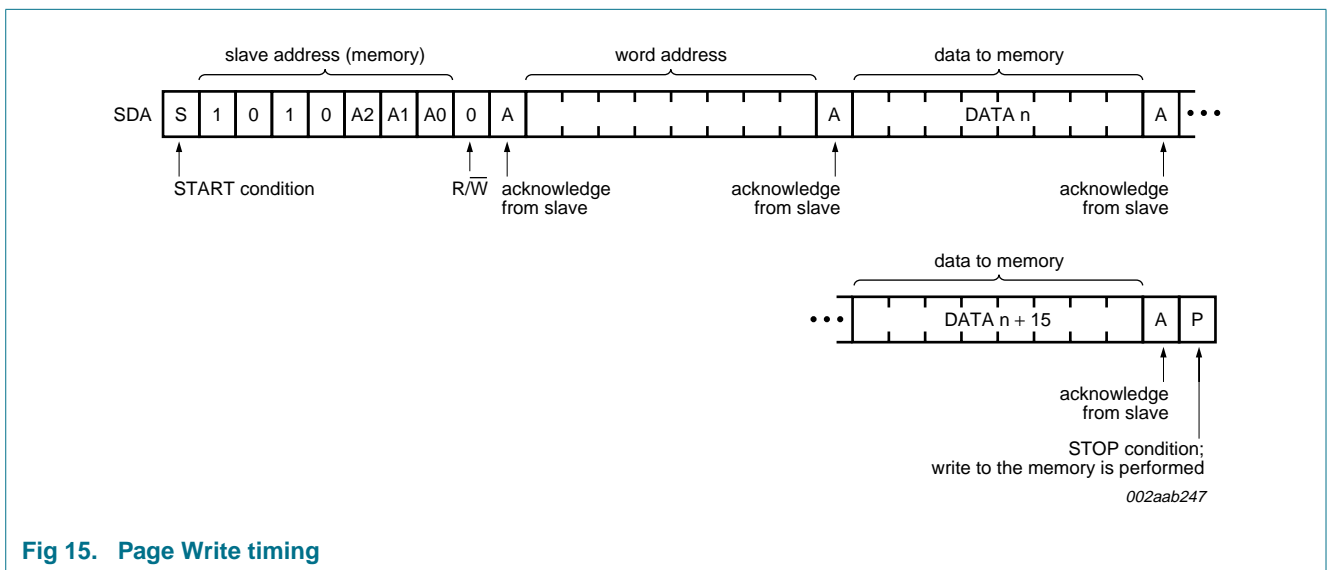 slave address (memory) word address data to memory
SDA S 1 0 1 0 A2 A1 A0 0 A A DATA n A •••
START condition R/W̅ acknowledge from slave acknowledge from slave acknowledge from slave
data to memory
••• DATA n + 15 A P
acknowledge
from slave
STOP condition;
write to the memory is performed
002aab247
Fig 15. Page Write timing